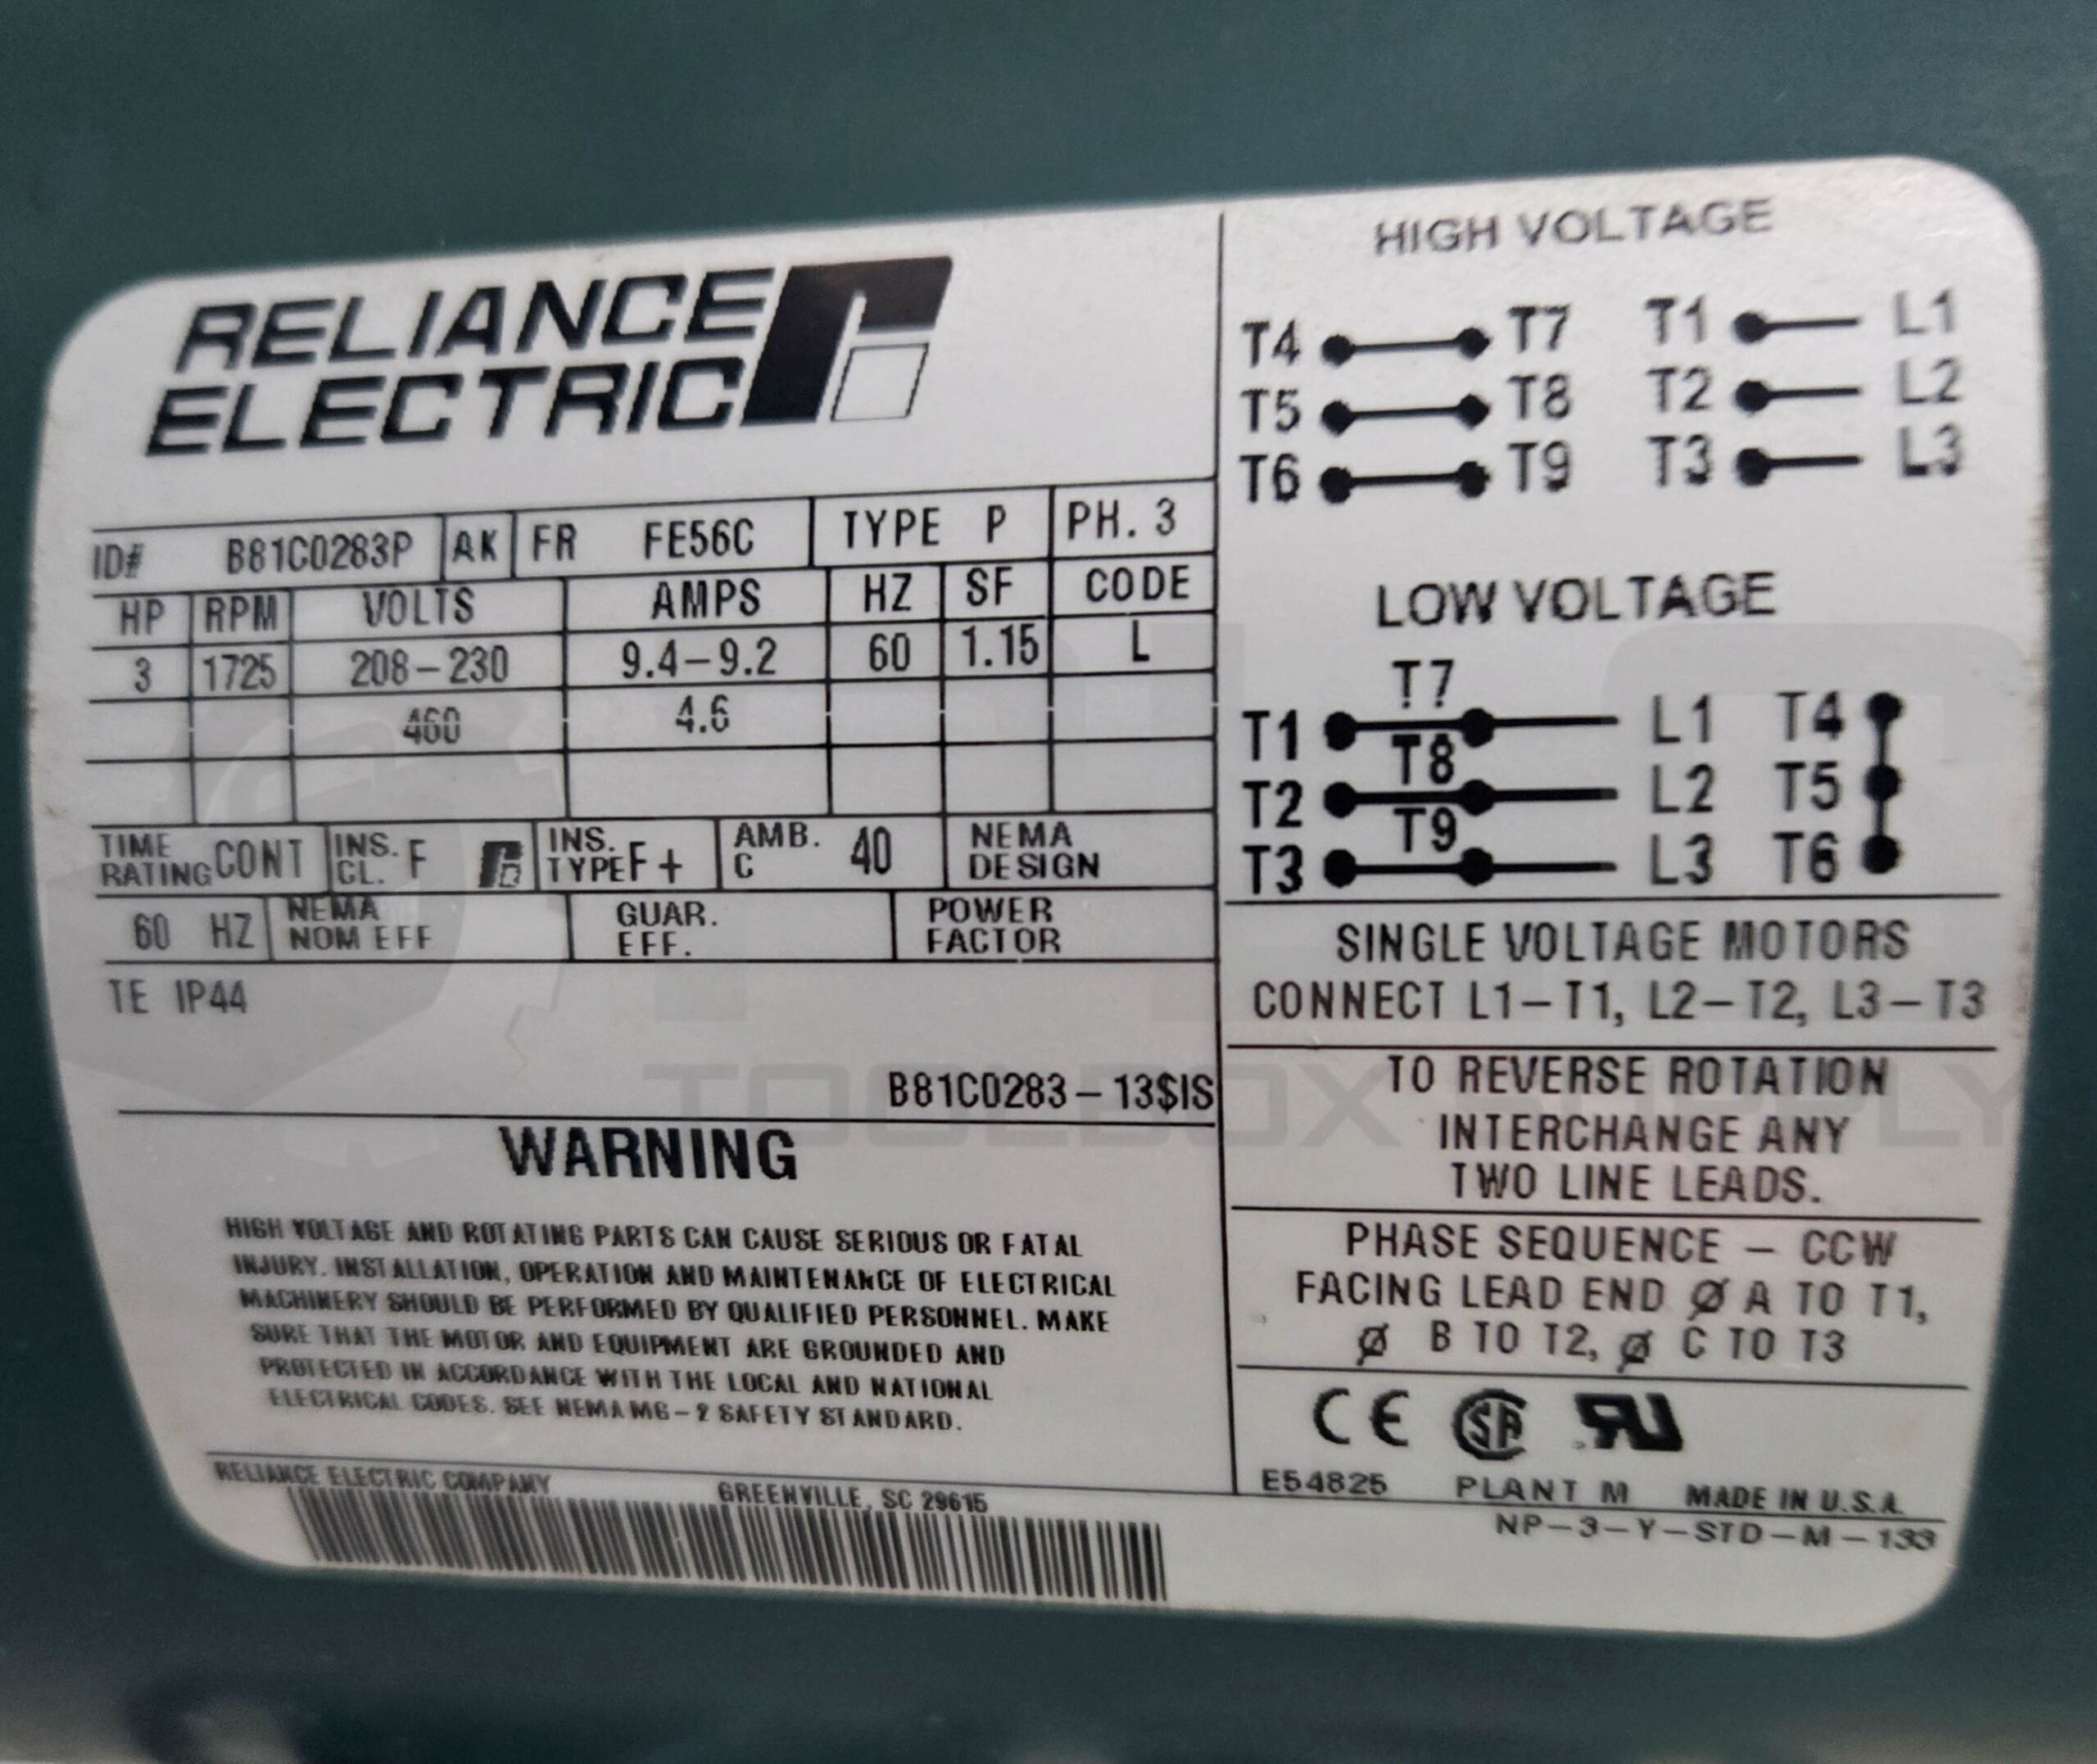 RELIANCE
ELECTRIC
ID# B81C0283P AK FR FE56C TYPE P PH. 3
HP RPM VOLTS AMPS HZ SF CODE
3 1725 208-230 9.4-9.2 60 1.15 L
460 4.6
TIME RATING CONT INS. CL. F INS. TYPE F+ AMB. C 40 NEMA DESIGN
60 HZ NEMA NOM EFF GUAR. EFF. POWER FACTOR
TE IP44
B81C0283-13$IS
WARNING
HIGH VOLTAGE AND ROTATING PARTS CAN CAUSE SERIOUS OR FATAL
INJURY. INSTALLATION, OPERATION AND MAINTENANCE OF ELECTRICAL
MACHINERY SHOULD BE PERFORMED BY QUALIFIED PERSONNEL. MAKE
SURE THAT THE MOTOR AND EQUIPMENT ARE GROUNDED AND
PROTECTED IN ACCORDANCE WITH THE LOCAL AND NATIONAL
ELECTRICAL CODES. SEE NEMA MG-2 SAFETY STANDARD.
RELIANCE ELECTRIC COMPANY GREENVILLE, SC 29615
HIGH VOLTAGE
T4 T7 T1 L1
T5 T8 T2 L2
T6 T9 T3 L3
LOW VOLTAGE
T7
T1 L1 T4
T8
T2 L2 T5
T9
T3 L3 T6
SINGLE VOLTAGE MOTORS
CONNECT L1-T1, L2-T2, L3-T3
TO REVERSE ROTATION
INTERCHANGE ANY
TWO LINE LEADS.
PHASE SEQUENCE - CCW
FACING LEAD END Ø A TO T1,
Ø B TO T2, Ø C TO T3
CE SA RU
E54825 PLANT M MADE IN U.S.A.
NP-3-Y-STD-M-133
TOOLBOX SUPPLY